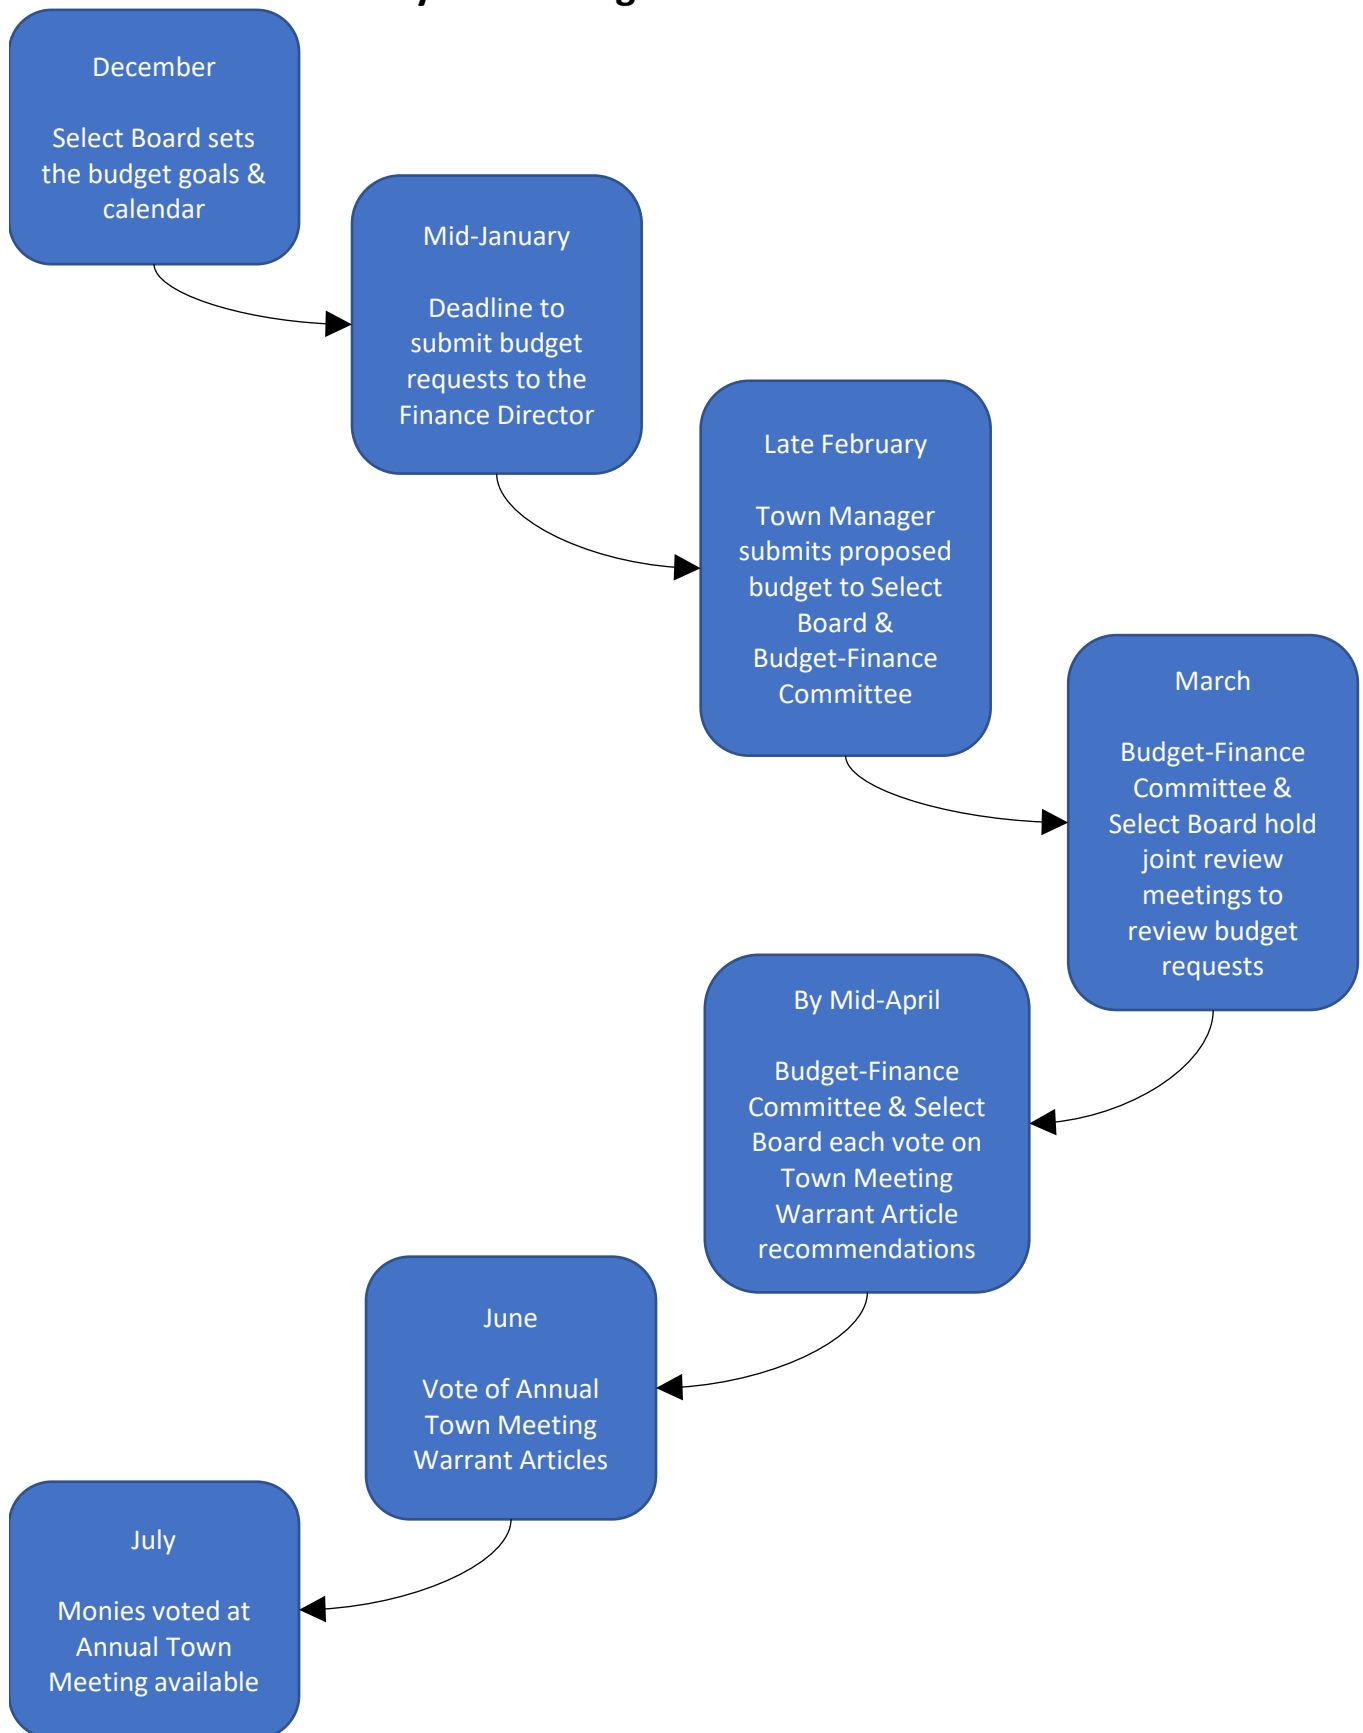 December
Select Board sets
the budget goals &
calendar
Mid-January
Deadline to
submit budget
requests to the
Finance Director
Late February
Town Manager
submits proposed
budget to Select
Board &
Budget-Finance
Committee
March
Budget-Finance
Committee &
Select Board hold
joint review
meetings to
review budget
requests
By Mid-April
Budget-Finance
Committee & Select
Board each vote on
Town Meeting
Warrant Article
recommendations
June
Vote of Annual
Town Meeting
Warrant Articles
July
Monies voted at
Annual Town
Meeting available